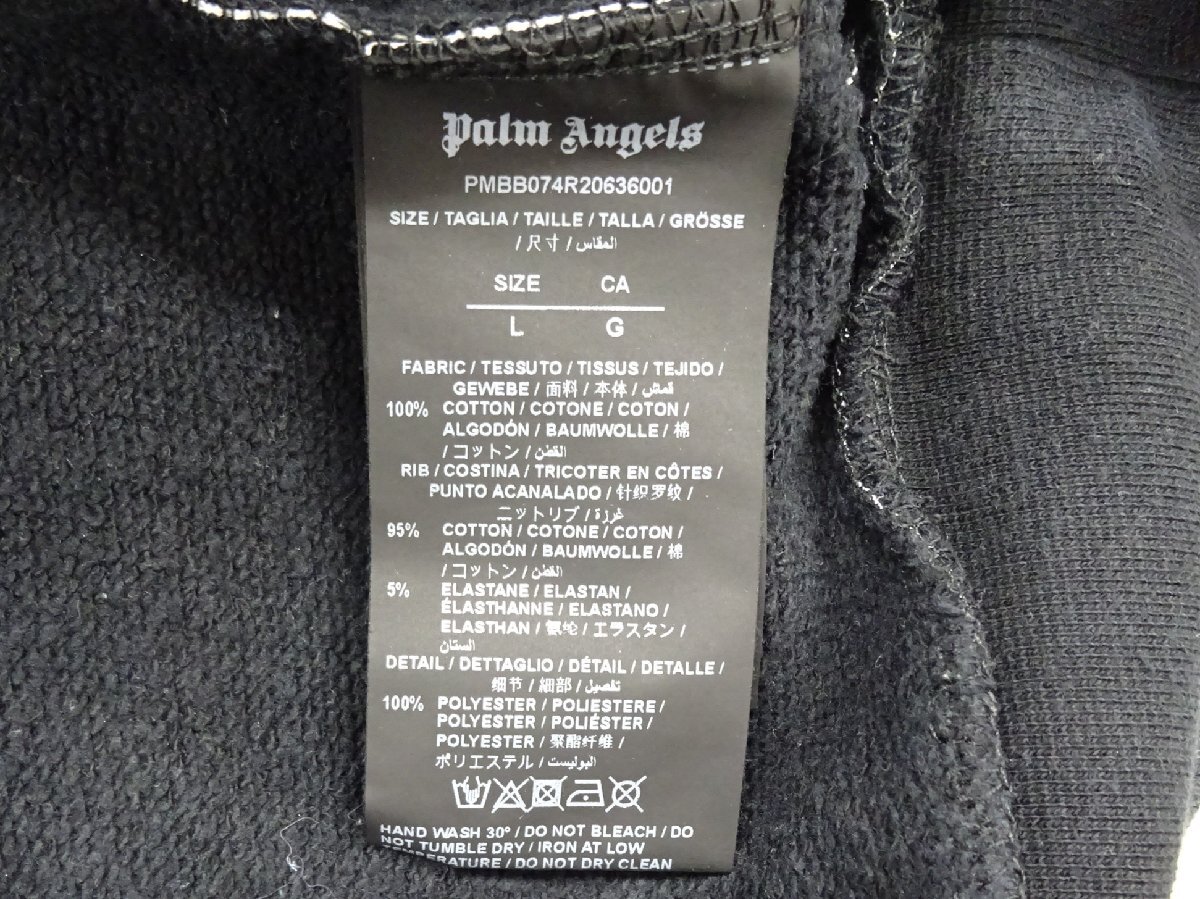 Palm Angels
PMBB074R20636001
SIZE / TAGLIA / TAILLE / TALLA / GRÖSSE
/ 尺寸 / المقاس
SIZE CA
L G
FABRIC / TESSUTO / TISSUS / TEJIDO /
GEWEBE / 面料 / 本体 / قماش
100% COTTON / COTONE / COTON /
ALGODÓN / BAUMWOLLE / 棉
/ コットン / القطن
RIB / COSTINA / TRICOTER EN CÔTES /
PUNTO ACANALADO / 针织罗纹 /
ニットリブ / غرزة
95% COTTON / COTONE / COTON /
ALGODÓN / BAUMWOLLE / 棉
/ コットン / القطن
5% ELASTANE / ELASTAN /
ÉLASTHANNE / ELASTANO /
ELASTHAN / 氨纶 / エラスタン /
الستان
DETAIL / DETTAGLIO / DÉTAIL / DETALLE /
细节 / 細部 / تفصيل
100% POLYESTER / POLIESTERE /
POLYESTER / POLIÉSTER /
POLYESTER / 聚酯纤维 /
ポリエステル / البوليست
HAND WASH 30° / DO NOT BLEACH / DO
NOT TUMBLE DRY / IRON AT LOW
TEMPERATURE / DO NOT DRY CLEAN